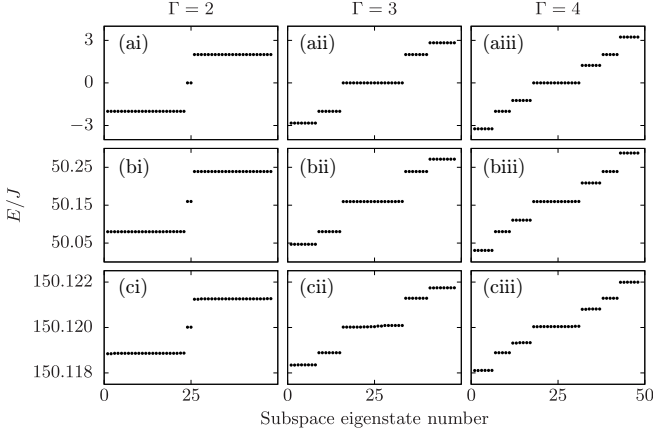 Γ = 2 Γ = 3 Γ = 4
3 (ai) (aii) (aiii)
0
−3
50.25 (bi) (bii) (biii)
50.15
50.05
E/J
150.122 (ci) (cii) (ciii)
150.120
150.118
0 25 0 25 0 25 50
Subspace eigenstate number